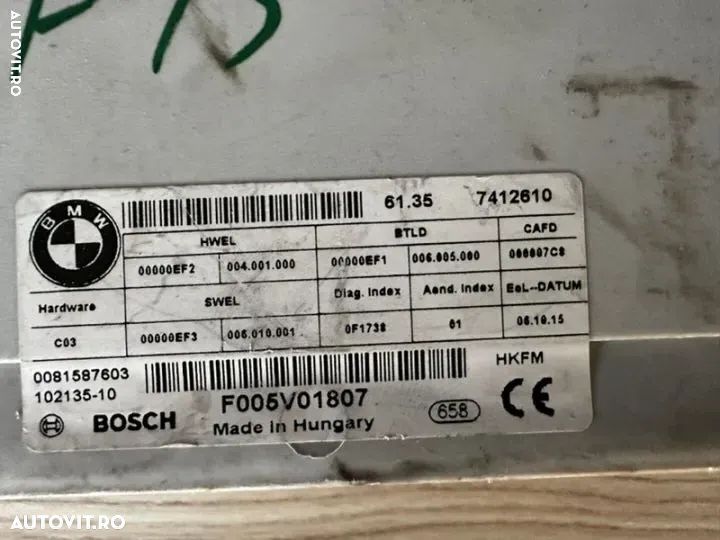 AUTOVIT.RO
BMW
61.35 7412610
HWEL BTLD CAFD
00000EF2 004.001.000 00000EF1 006.005.000 000007C8
Hardware SWEL Diag. Index Aend. Index EoL--DATUM
C03 00000EF3 006.010.001 0F1738 01 06.10.15
0081587603 HKFM
102135-10
BOSCH F005V01807 658 CE
Made in Hungary
AUTOVIT.RO